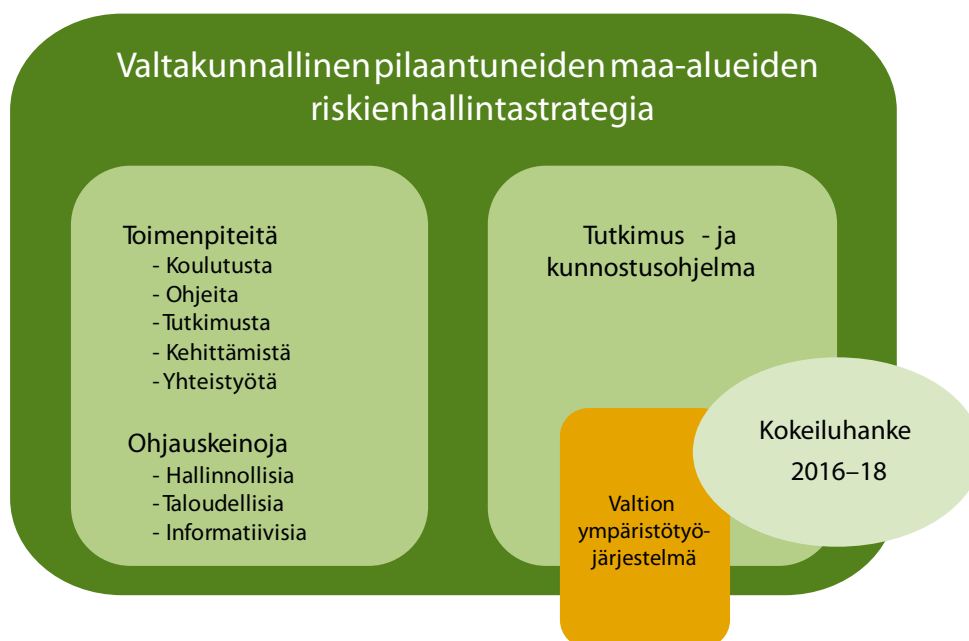 Valtakunnallinen pilaantuneiden maa-alueiden
riskienhallintastrategia
Toimenpiteitä
- Koulutusta
- Ohjeita
- Tutkimusta
- Kehittämistä
- Yhteistyötä
Ohjauskeinoja
- Hallinnollisia
- Taloudellisia
- Informatiivisia
Tutkimus - ja
kunnostusohjelma
Kokeiluhanke
2016–18
Valtion
ympäristötyö-
järjestelmä